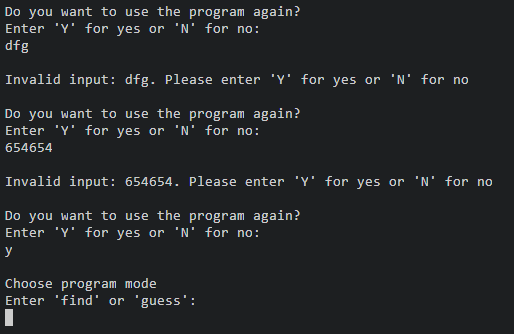 Do you want to use the program again?
Enter 'Y' for yes or 'N' for no:
dfg
Invalid input: dfg. Please enter 'Y' for yes or 'N' for no
Do you want to use the program again?
Enter 'Y' for yes or 'N' for no:
654654
Invalid input: 654654. Please enter 'Y' for yes or 'N' for no
Do you want to use the program again?
Enter 'Y' for yes or 'N' for no:
y
Choose program mode
Enter 'find' or 'guess':